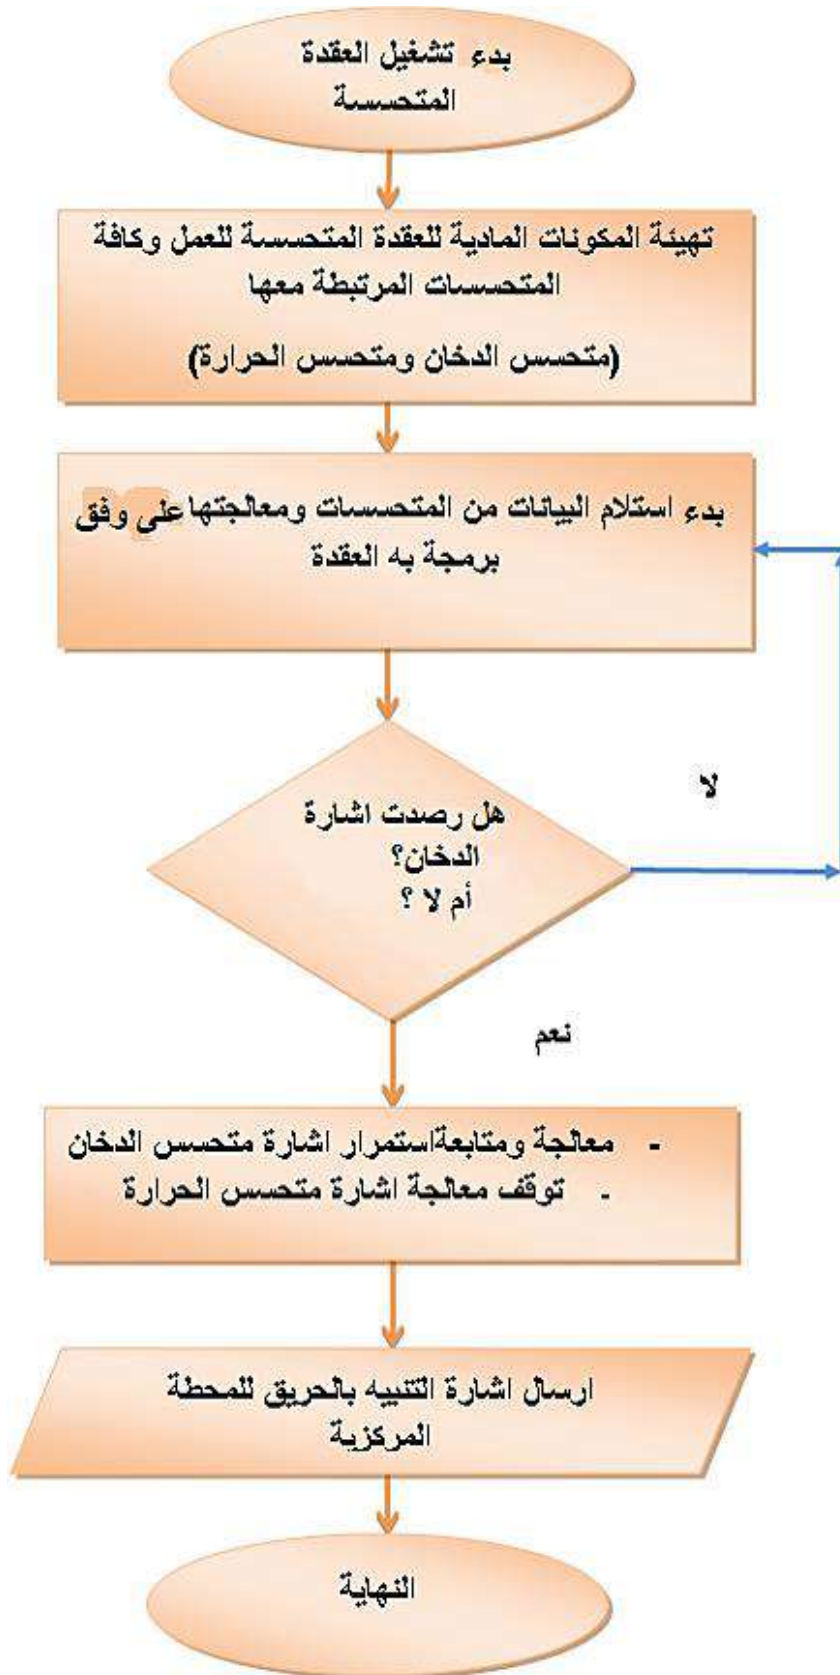 بدء تشغيل العقدة
المتحسسة
تهيئة المكونات المادية للعقدة المتحسسة للعمل وكافة
المتحسسات المرتبطة معها
(متحسس الدخان ومتحسس الحرارة)
بدء استلام البيانات من المتحسسات ومعالجتها على وفق
برمجة به العقدة
هل رصدت اشارة
الدخان؟
أم لا ؟
لا
نعم
- معالجة ومتابعةاستمرار اشارة متحسس الدخان
- توقف معالجة اشارة متحسس الحرارة
ارسال اشارة التنبيه بالحريق للمحطة
المركزية
النهاية